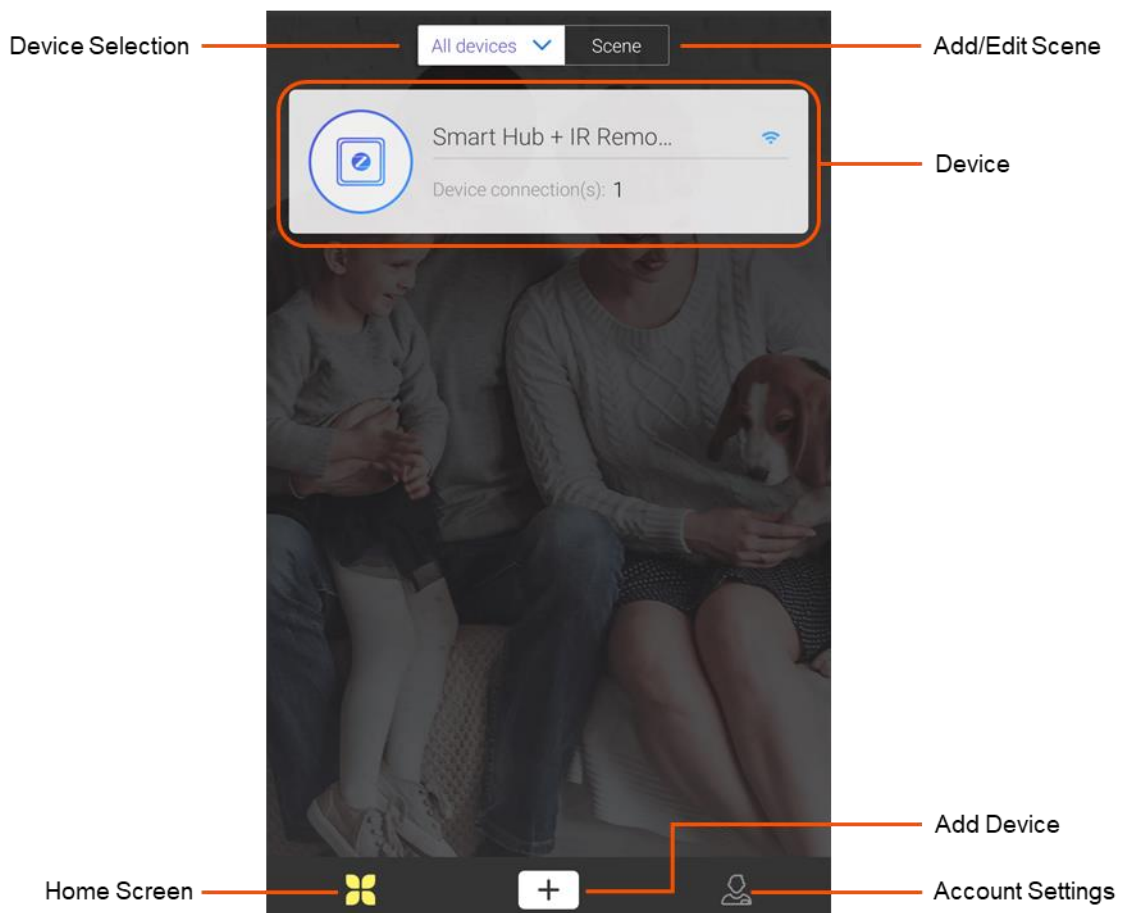 Device Selection
All devices
Scene
Add/Edit Scene
Smart Hub + IR Remo...
Device
Device connection(s): 1
Add Device
Home Screen
+
Account Settings